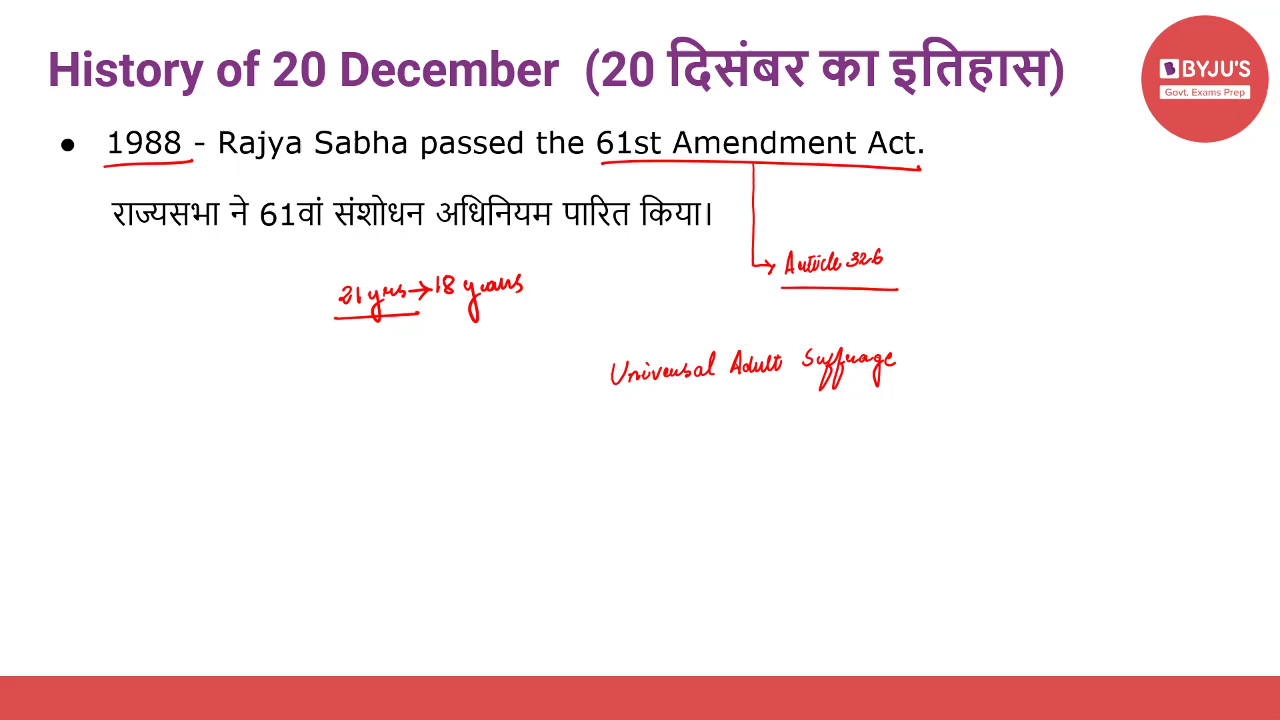 History of 20 December (20 दिसंबर का इतिहास)
BYJU'S
Govt. Exams Prep
● 1988 - Rajya Sabha passed the 61st Amendment Act.
राज्यसभा ने 61वां संशोधन अधिनियम पारित किया।
Article 326
21 yrs → 18 years
Universal Adult Suffrage